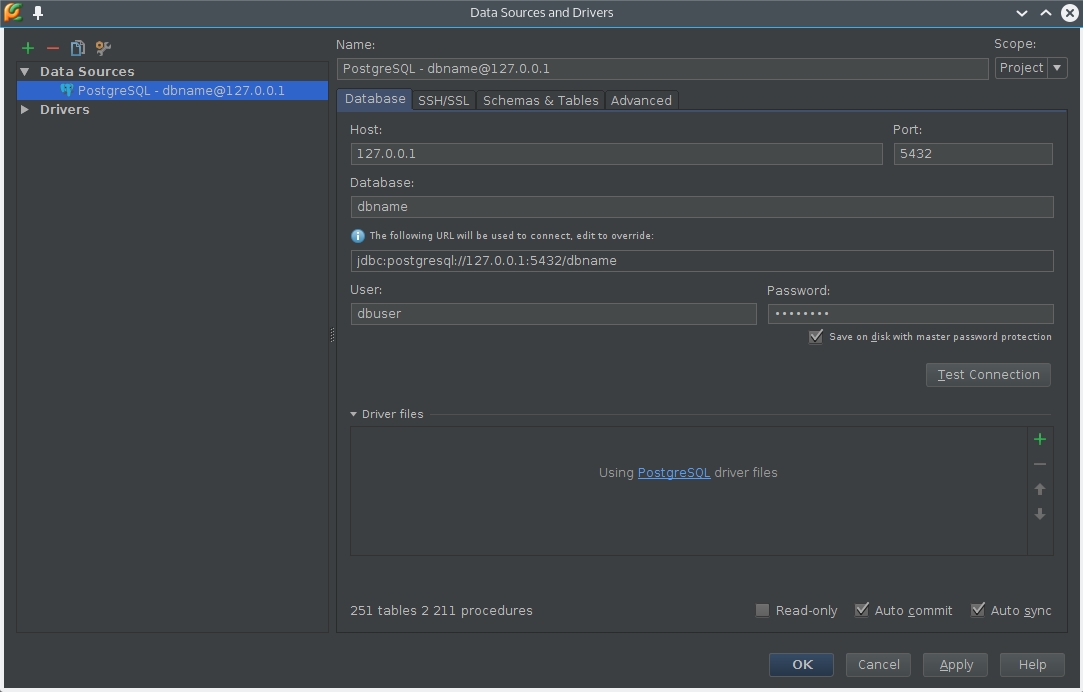 Data Sources and Drivers
Name:
Scope:
PostgreSQL - dbname@127.0.0.1
Project
Data Sources
PostgreSQL - dbname@127.0.0.1
Drivers
Database SSH/SSL Schemas & Tables Advanced
Host:
Port:
127.0.0.1
5432
Database:
dbname
The following URL will be used to connect, edit to override:
jdbc:postgresql://127.0.0.1:5432/dbname
User:
Password:
dbuser
••••••••
Save on disk with master password protection
Test Connection
Driver files
Using PostgreSQL driver files
251 tables 2 211 procedures
Read-only
Auto commit
Auto sync
OK
Cancel
Apply
Help